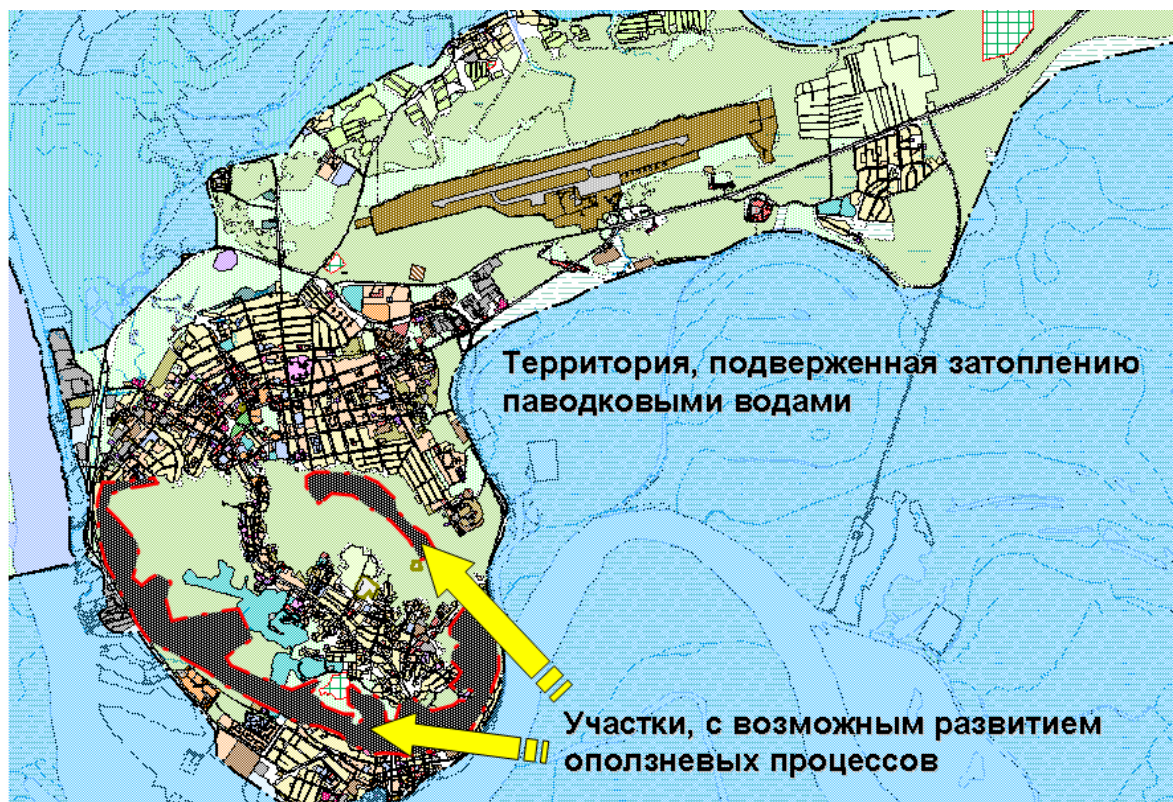 Территория, подверженная затоплению
паводковыми водами
Участки, с возможным развитием
оползневых процессов